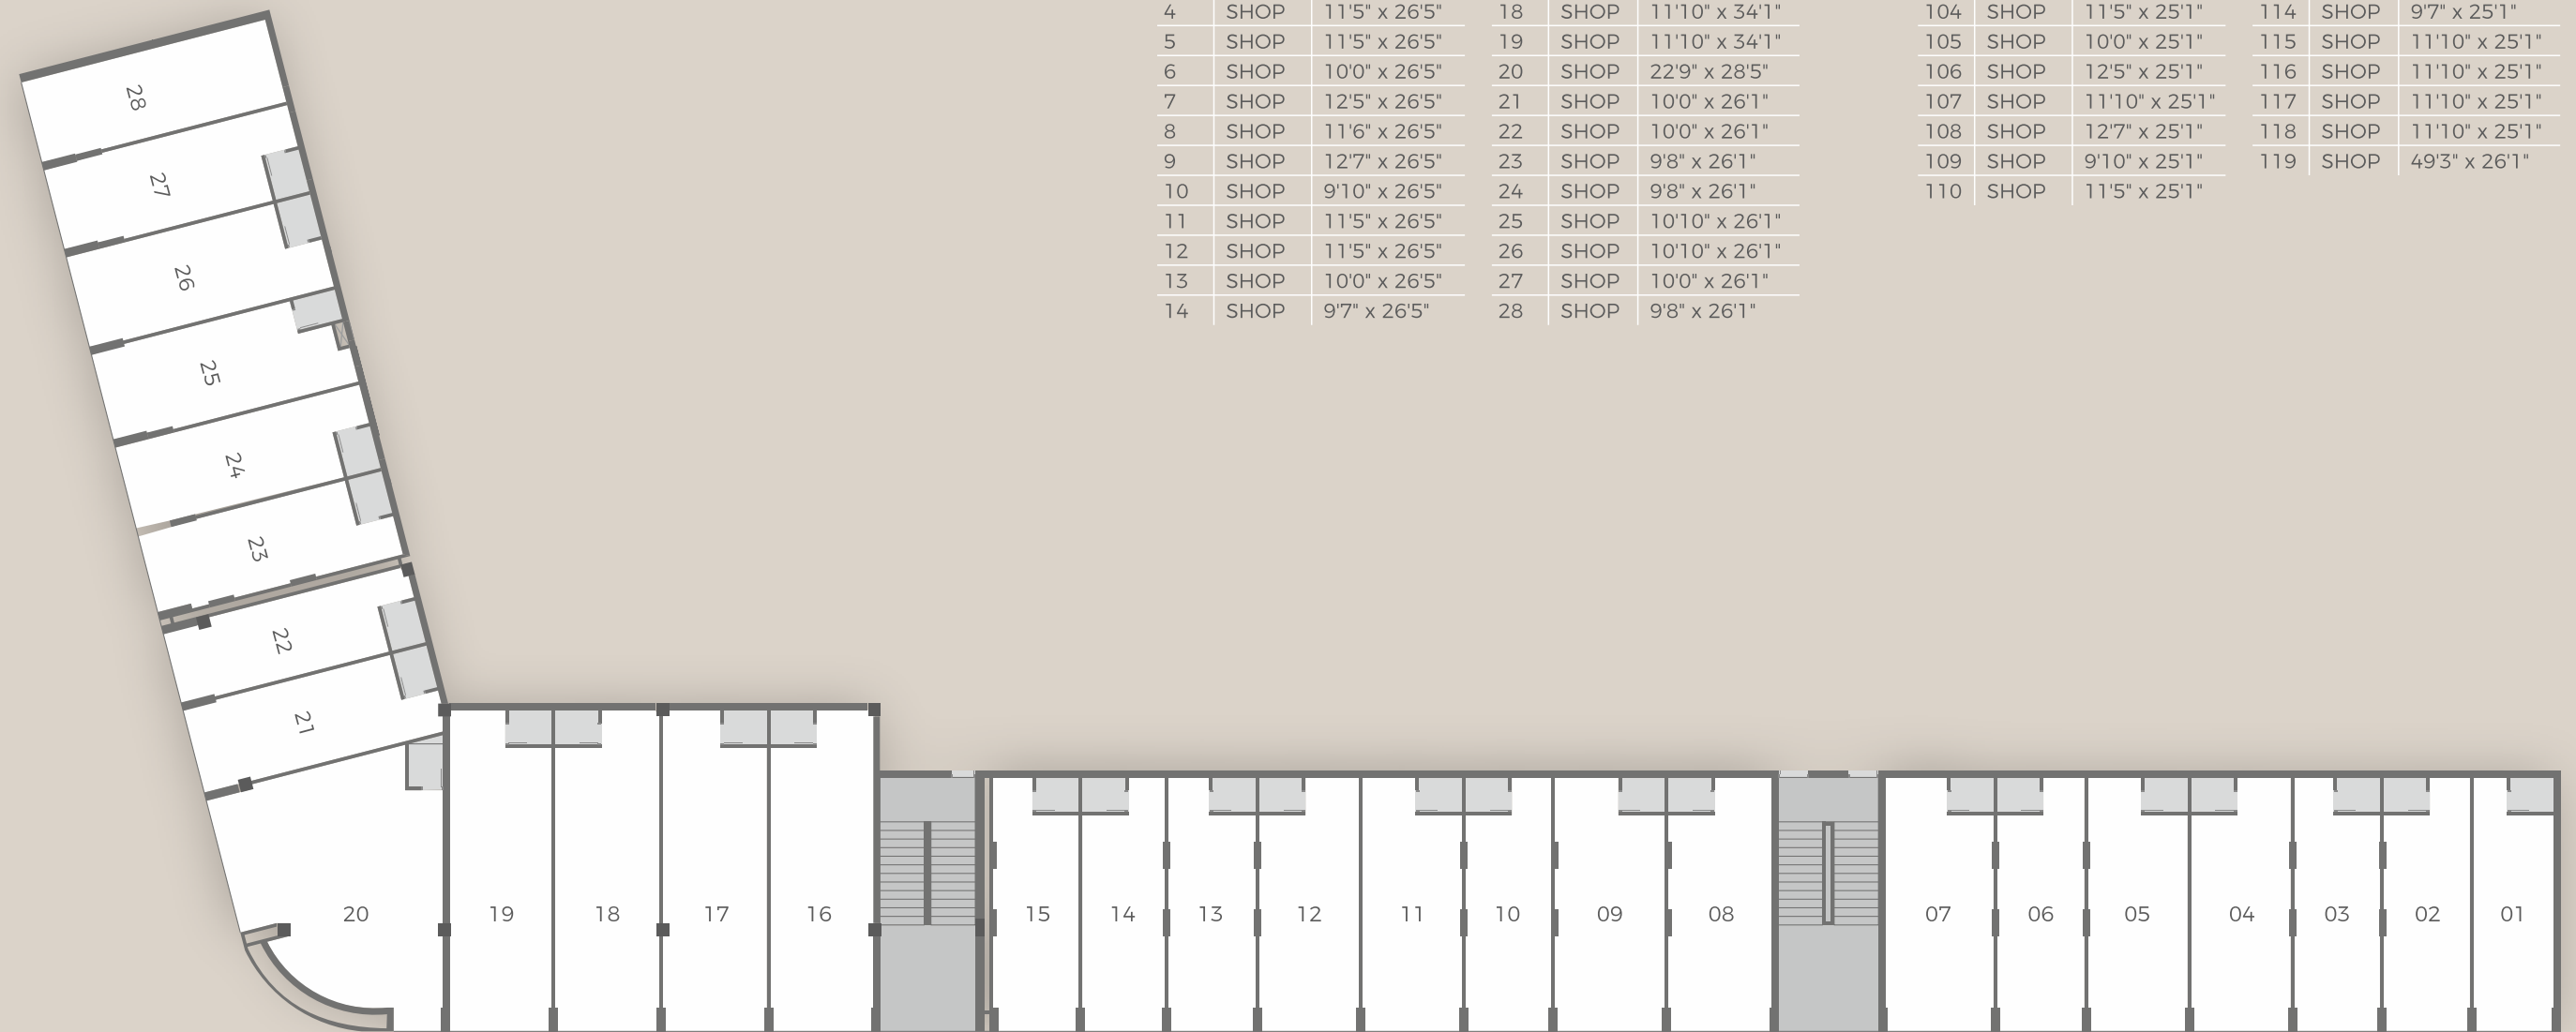 4 SHOP 11'5" x 26'5"
5 SHOP 11'5" x 26'5"
6 SHOP 10'0" x 26'5"
7 SHOP 12'5" x 26'5"
8 SHOP 11'6" x 26'5"
9 SHOP 12'7" x 26'5"
10 SHOP 9'10" x 26'5"
11 SHOP 11'5" x 26'5"
12 SHOP 11'5" x 26'5"
13 SHOP 10'0" x 26'5"
14 SHOP 9'7" x 26'5"
18 SHOP 11'10" x 34'1"
19 SHOP 11'10" x 34'1"
20 SHOP 22'9" x 28'5"
21 SHOP 10'0" x 26'1"
22 SHOP 10'0" x 26'1"
23 SHOP 9'8" x 26'1"
24 SHOP 9'8" x 26'1"
25 SHOP 10'10" x 26'1"
26 SHOP 10'10" x 26'1"
27 SHOP 10'0" x 26'1"
28 SHOP 9'8" x 26'1"
104 SHOP 11'5" x 25'1"
105 SHOP 10'0" x 25'1"
106 SHOP 12'5" x 25'1"
107 SHOP 11'10" x 25'1"
108 SHOP 12'7" x 25'1"
109 SHOP 9'10" x 25'1"
110 SHOP 11'5" x 25'1"
114 SHOP 9'7" x 25'1"
115 SHOP 11'10" x 25'1"
116 SHOP 11'10" x 25'1"
117 SHOP 11'10" x 25'1"
118 SHOP 11'10" x 25'1"
119 SHOP 49'3" x 26'1"
28
27
26
25
24
23
22
21
20 19 18 17 16 15 14 13 12 11 10 09 08 07 06 05 04 03 02 01